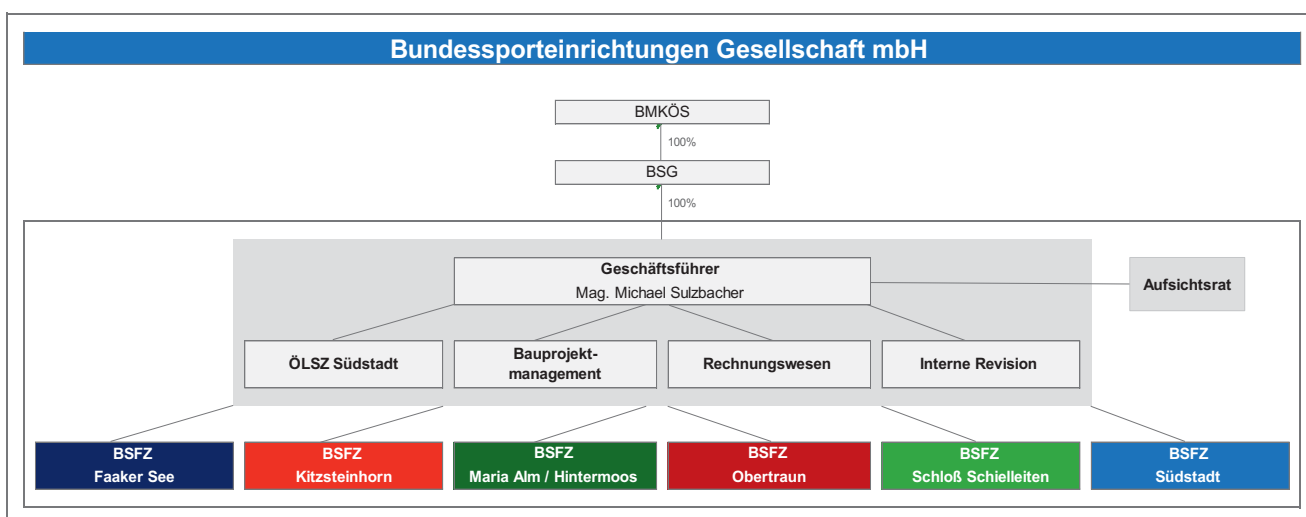 Bundessporteinrichtungen Gesellschaft mbH
BMKÖS
100%
BSG
100%
Geschäftsführer
Mag. Michael Sulzbacher
Aufsichtsrat
ÖLSZ Südstadt
Bauprojekt-
management
Rechnungswesen
Interne Revision
BSFZ
Faaker See
BSFZ
Kitzsteinhorn
BSFZ
Maria Alm / Hintermoos
BSFZ
Obertraun
BSFZ
Schloß Schielleiten
BSFZ
Südstadt